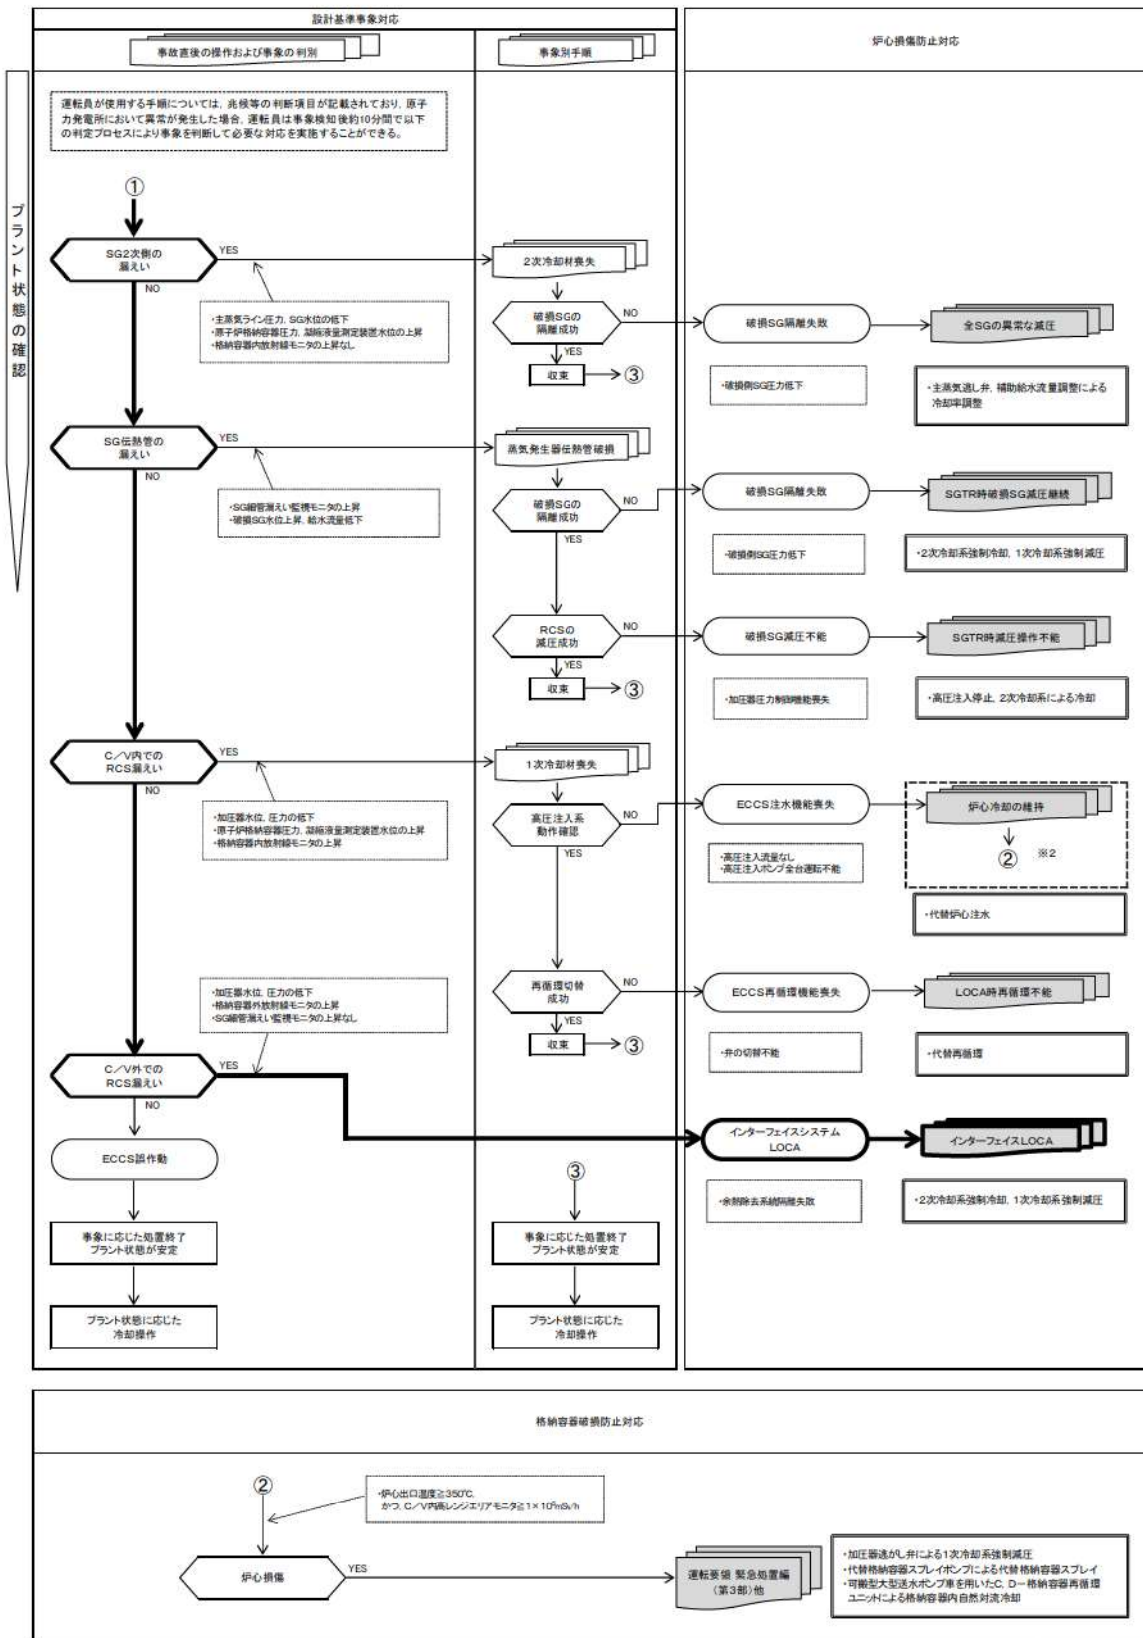 設計基準事象対応
事故直後の操作および事象の判別
事象別手順
炉心損傷防止対応
プラント状態の確認
運転員が使用する手順については、兆候等の判断項目が記載されており、原子
力発電所において異常が発生した場合、運転員は事象検知後約10分間で以下
の判定プロセスにより事象を判断して必要な対応を実施することができる。
①
SG2次側の
漏えい
YES
NO
・主蒸気ライン圧力、SG水位の低下
・原子炉格納容器圧力、凝縮液量測定装置水位の上昇
・格納容器内放射線モニタの上昇なし
2次冷却材喪失
破損SGの
隔離成功
NO
YES
収束
③
破損SG隔離失敗
全SGの異常な減圧
・破損側SG圧力低下
・主蒸気逃し弁、補助給水流量調整による
冷却率調整
SG伝熱管の
漏えい
YES
NO
・SG細管漏えい監視モニタの上昇
・破損SG水位上昇、給水流量低下
蒸気発生器伝熱管破損
破損SGの
隔離成功
NO
YES
破損SG隔離失敗
SGTR時破損SG減圧継続
・破損側SG圧力低下
・2次冷却系強制冷却、1次冷却系強制減圧
RCSの
減圧成功
NO
YES
収束
③
破損SG減圧不能
SGTR時減圧操作不能
・加圧器圧力制御機能喪失
・高圧注入停止、2次冷却系による冷却
C/V内での
RCS漏えい
YES
NO
・加圧器水位、圧力の低下
・原子炉格納容器圧力、凝縮液量測定装置水位の上昇
・格納容器内放射線モニタの上昇
1次冷却材喪失
高圧注入系
動作確認
NO
YES
ECCS注水機能喪失
炉心冷却の維持
② ※2
・高圧注入流量なし
・高圧注入ポンプ全台運転不能
・代替炉心注水
・加圧器水位、圧力の低下
・格納容器外放射線モニタの上昇
・SG細管漏えい監視モニタの上昇なし
再循環切替
成功
NO
YES
収束
③
ECCS再循環機能喪失
LOCA時再循環不能
・弁の切替不能
・代替再循環
C/V外での
RCS漏えい
YES
NO
インターフェイスシステム
LOCA
インターフェイスLOCA
・余熱除去系統隔離失敗
・2次冷却系強制冷却、1次冷却系強制減圧
ECCS誤作動
事象に応じた処置終了
プラント状態が安定
プラント状態に応じた
冷却操作
③
事象に応じた処置終了
プラント状態が安定
プラント状態に応じた
冷却操作
格納容器破損防止対応
②
・炉心出口温度≧350℃、
かつ、C/V内高レンジエリアモニタ≧1×10⁵mSv/h
炉心損傷
YES
運転要領 緊急処置編
(第3部)他
・加圧器逃がし弁による1次冷却系強制減圧
・代替格納容器スプレイポンプによる代替格納容器スプレイ
・可搬型大型送水ポンプ車を用いたC、D-格納容器再循環
ユニットによる格納容器内自然対流冷却